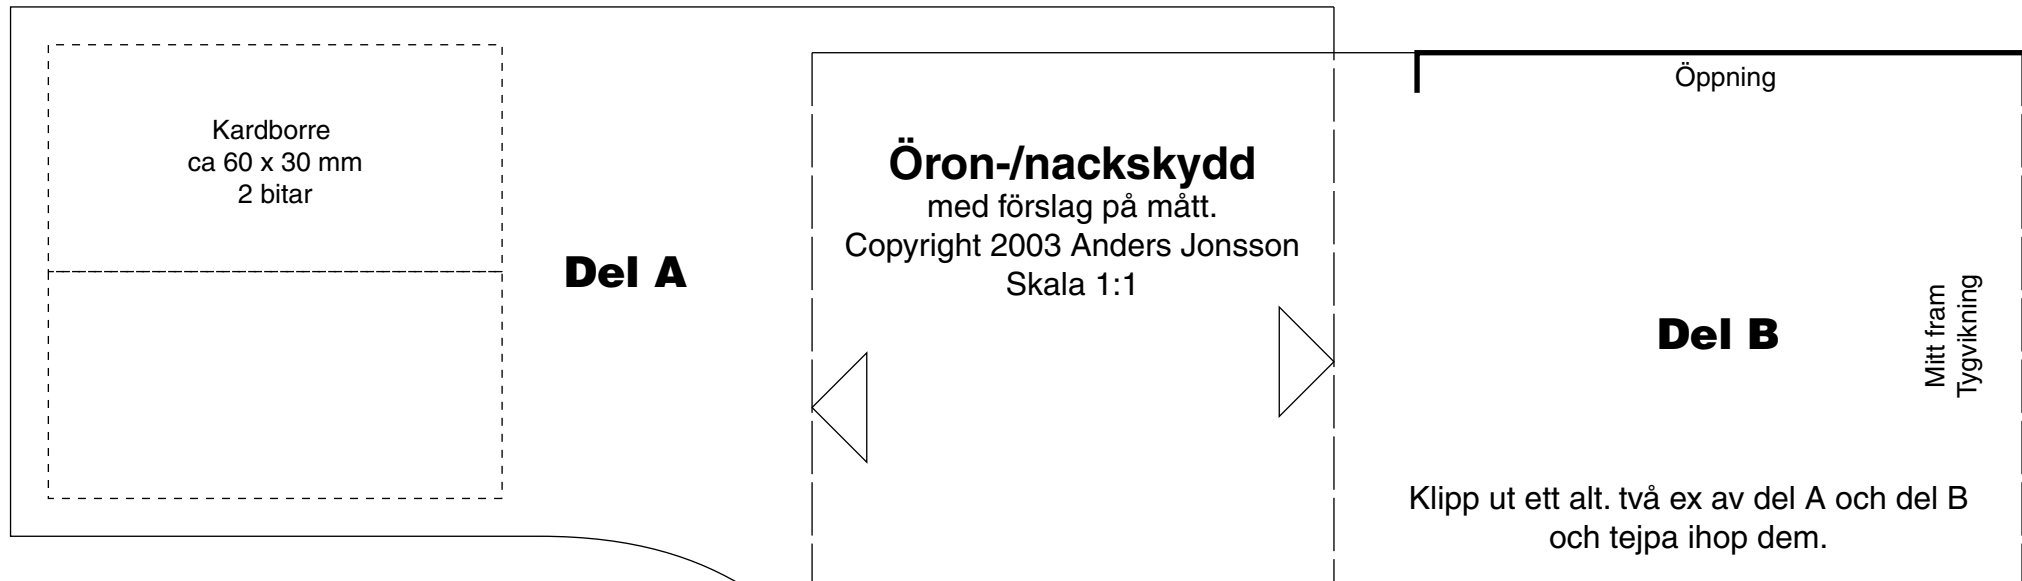 Kardborre
ca 60 x 30 mm
2 bitar
Del A
Öron-/nackskydd
med förslag på mått.
Copyright 2003 Anders Jonsson
Skala 1:1
Öppning
Del B
Mitt fram
Tygvikning
Klipp ut ett alt. två ex av del A och del B
och tejpa ihop dem.